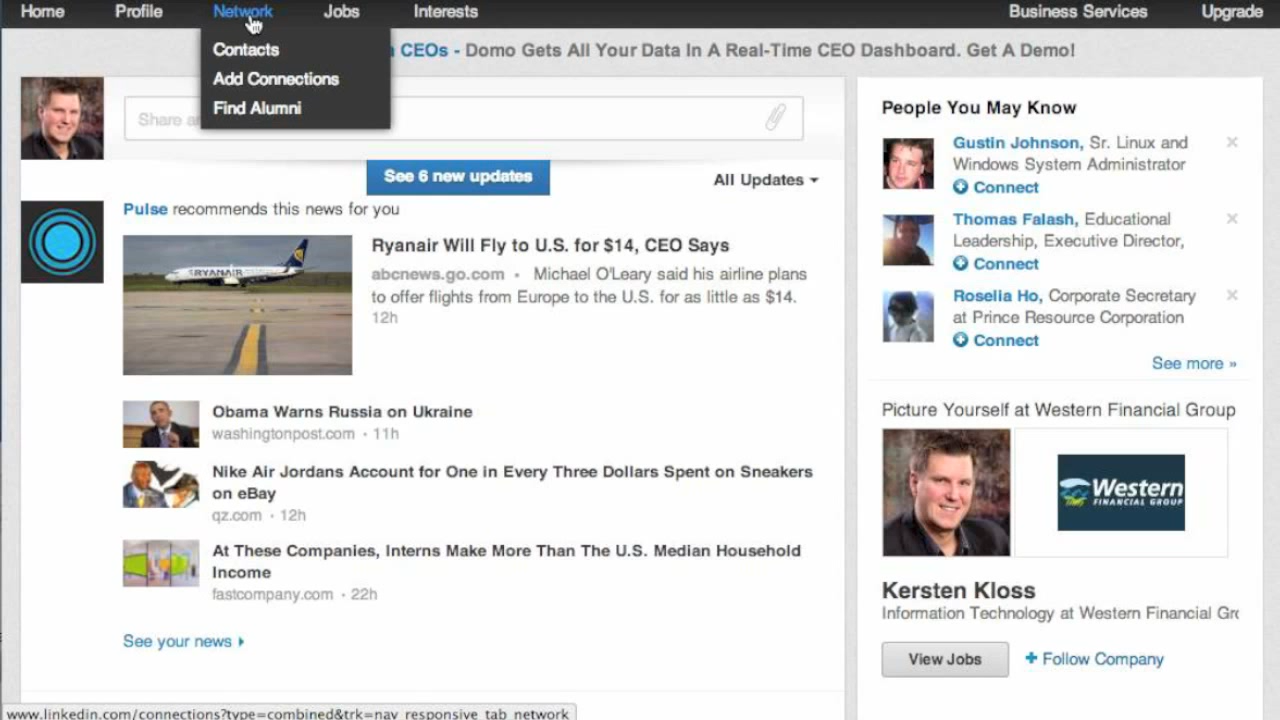 Home Profile Network Jobs Interests Business Services Upgrade
Contacts
Add Connections
Find Alumni
CEOs - Domo Gets All Your Data In A Real-Time CEO Dashboard. Get A Demo!
Share
See 6 new updates
All Updates
Pulse recommends this news for you
RYANAIR
Ryanair Will Fly to U.S. for $14, CEO Says
abcnews.go.com • Michael O'Leary said his airline plans
to offer flights from Europe to the U.S. for as little as $14.
12h
Obama Warns Russia on Ukraine
washingtonpost.com • 11h
Nike Air Jordans Account for One in Every Three Dollars Spent on Sneakers
on eBay
qz.com • 12h
At These Companies, Interns Make More Than The U.S. Median Household
Income
fastcompany.com • 22h
See your news
People You May Know
Gustin Johnson, Sr. Linux and
Windows System Administrator
Connect
Thomas Falash, Educational
Leadership, Executive Director,
Connect
Roselia Ho, Corporate Secretary
at Prince Resource Corporation
Connect
See more »
Picture Yourself at Western Financial Group
Western
FINANCIAL GROUP
Kersten Kloss
Information Technology at Western Financial Gr
View Jobs
Follow Company
www.linkedin.com/connections?type=combined&trk=nav_responsive_tab_network